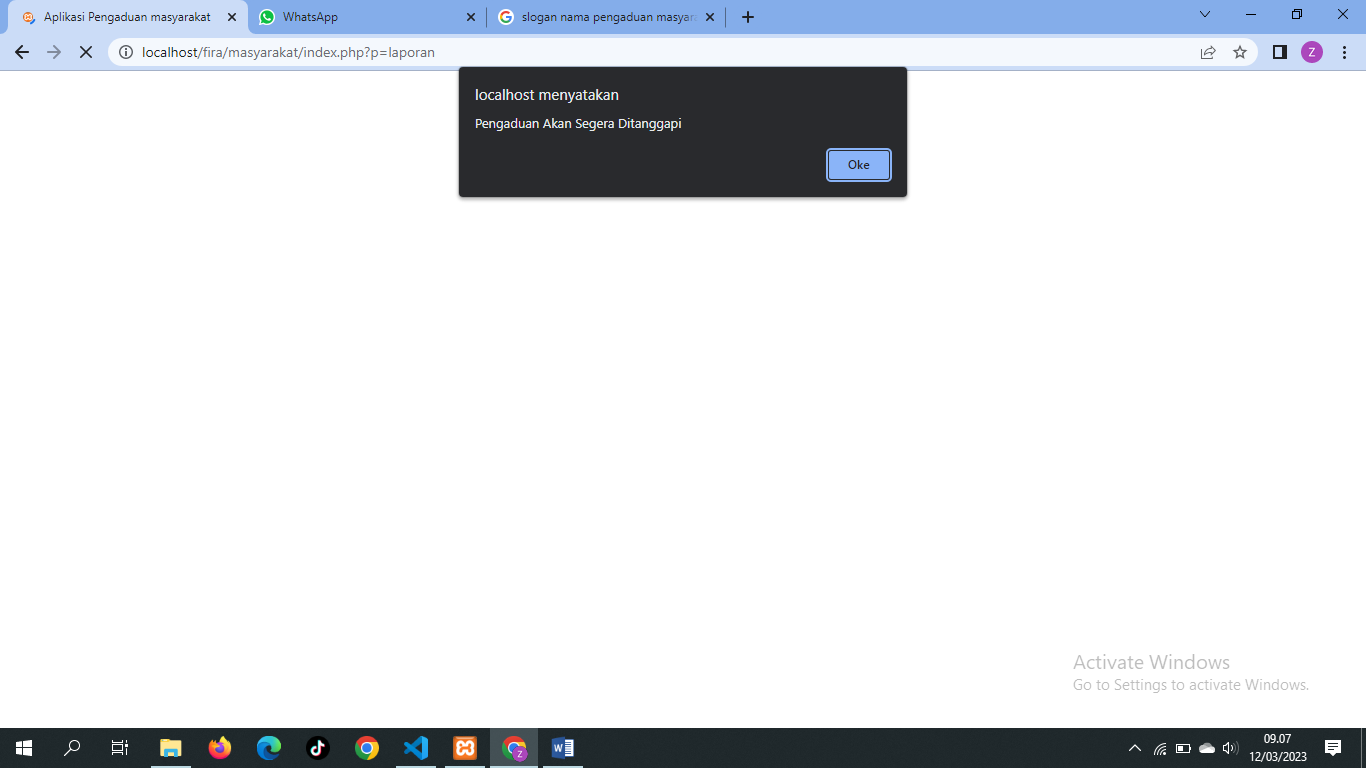 Aplikasi Pengaduan masyarakat
WhatsApp
slogan nama pengaduan masyara
localhost/fira/masyarakat/index.php?p=laporan
Z
localhost menyatakan
Pengaduan Akan Segera Ditanggapi
Oke
Activate Windows
Go to Settings to activate Windows.
Z
09.07
12/03/2023